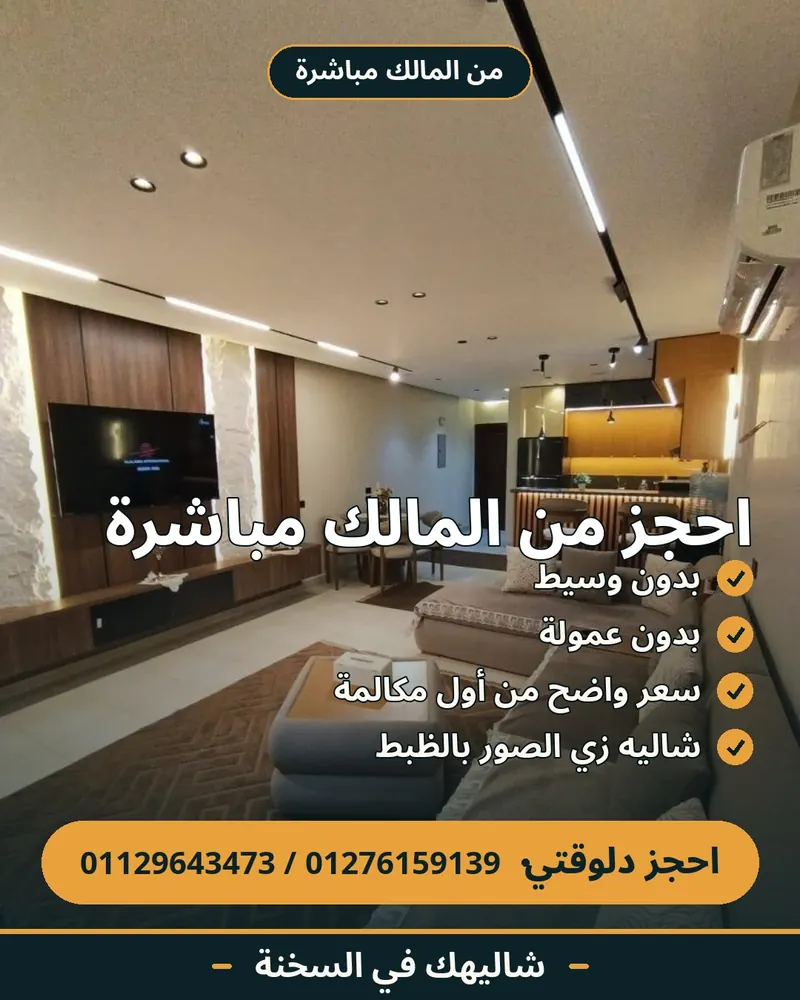 من المالك مباشرة
احجز من المالك مباشرة
بدون وسيط
بدون عمولة
سعر واضح من أول مكالمة
شاليه زي الصور بالظبط
احجز دلوقتي 01276159139 / 01129643473
– شاليهك في السخنة –